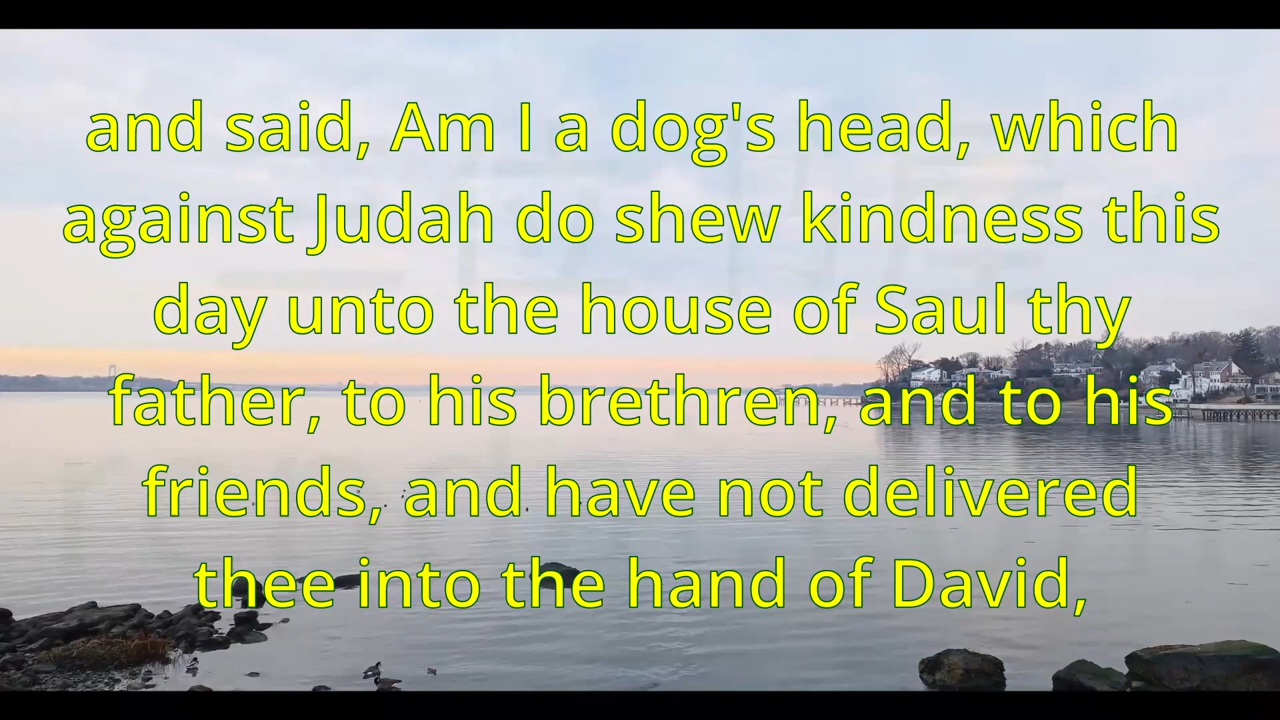 and said, Am I a dog's head, which
against Judah do shew kindness this
day unto the house of Saul thy
father, to his brethren, and to his
friends, and have not delivered
thee into the hand of David,